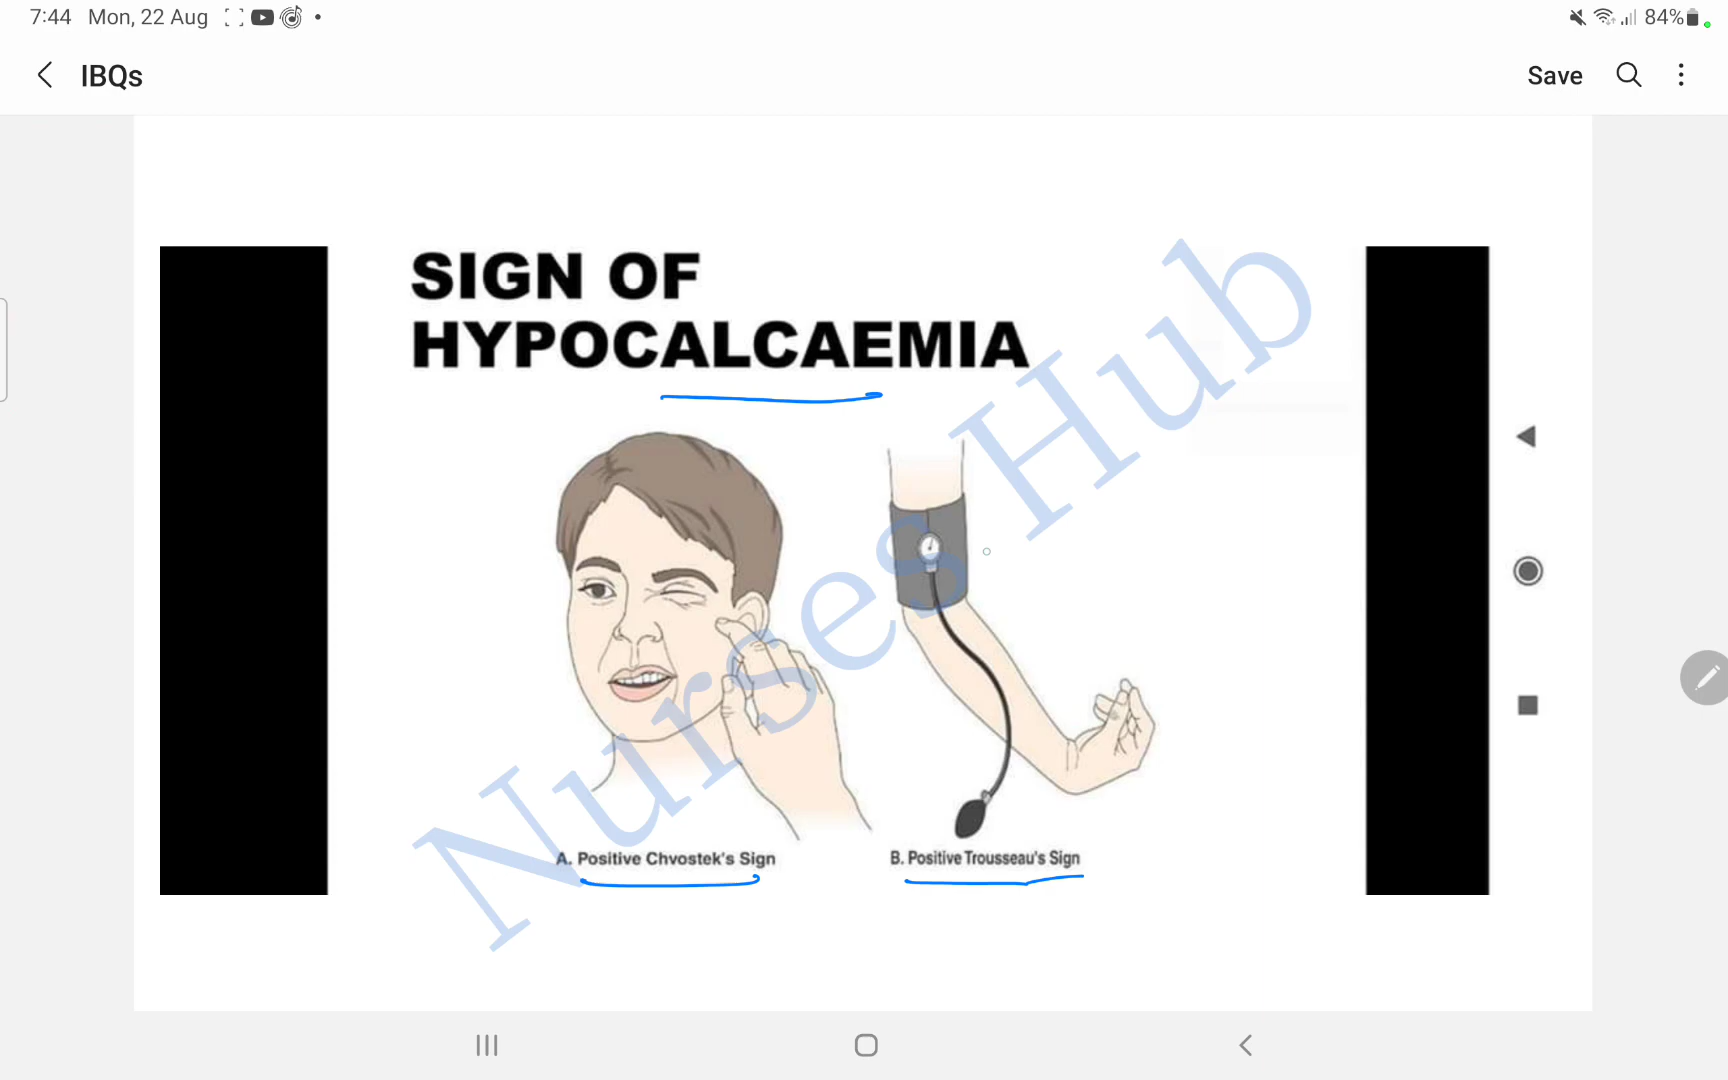 7:44 Mon, 22 Aug
84%
IBQs
Save
SIGN OF
HYPOCALCAEMIA
Nurses Hub
A. Positive Chvostek's Sign
B. Positive Trousseau's Sign